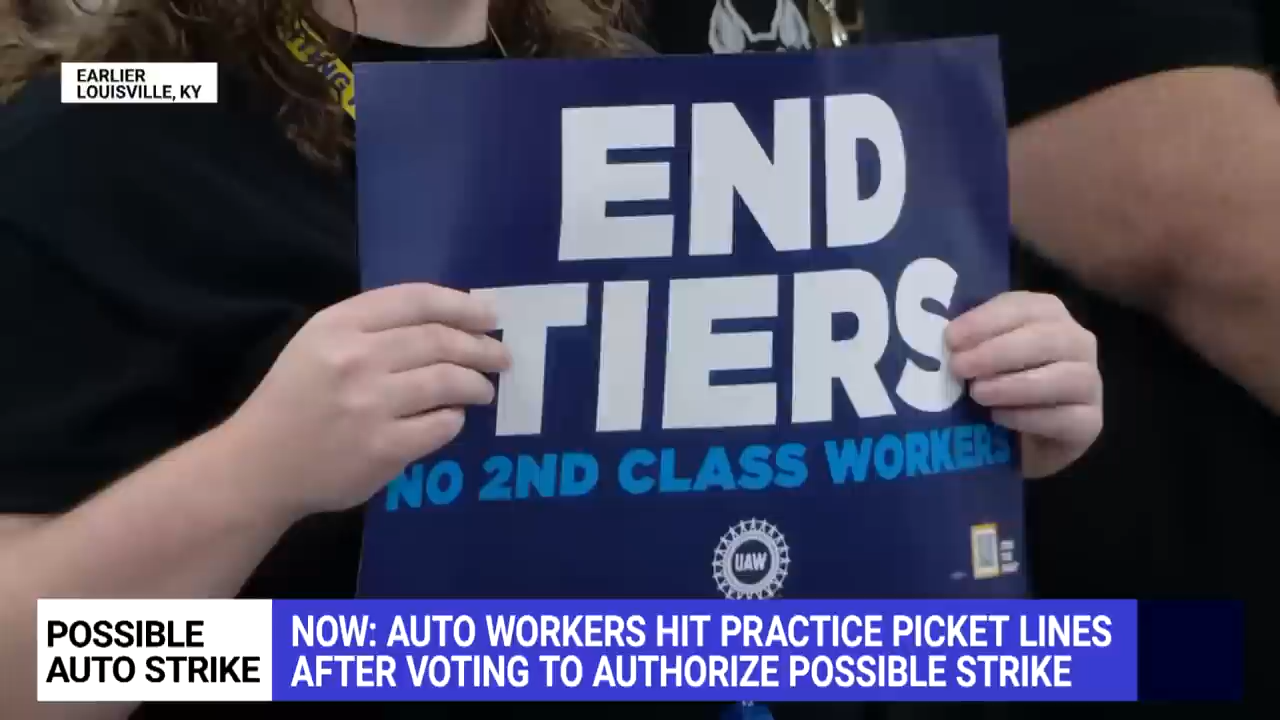 EARLIER
LOUISVILLE, KY
END
TIERS
NO 2ND CLASS WORKERS
UAW
POSSIBLE
AUTO STRIKE
NOW: AUTO WORKERS HIT PRACTICE PICKET LINES
AFTER VOTING TO AUTHORIZE POSSIBLE STRIKE